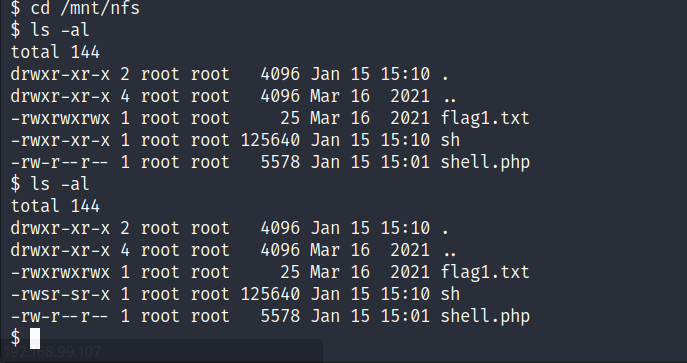 $ cd /mnt/nfs
$ ls -al
total 144
drwxr-xr-x 2 root root   4096 Jan 15 15:10 .
drwxr-xr-x 4 root root   4096 Mar 16  2021 ..
-rwxrwxrwx 1 root root     25 Mar 16  2021 flag1.txt
-rwxr-xr-x 1 root root 125640 Jan 15 15:10 sh
-rw-r--r-- 1 root root   5578 Jan 15 15:01 shell.php
$ ls -al
total 144
drwxr-xr-x 2 root root   4096 Jan 15 15:10 .
drwxr-xr-x 4 root root   4096 Mar 16  2021 ..
-rwxrwxrwx 1 root root     25 Mar 16  2021 flag1.txt
-rwsr-sr-x 1 root root 125640 Jan 15 15:10 sh
-rw-r--r-- 1 root root   5578 Jan 15 15:01 shell.php
$
192.168.99.107